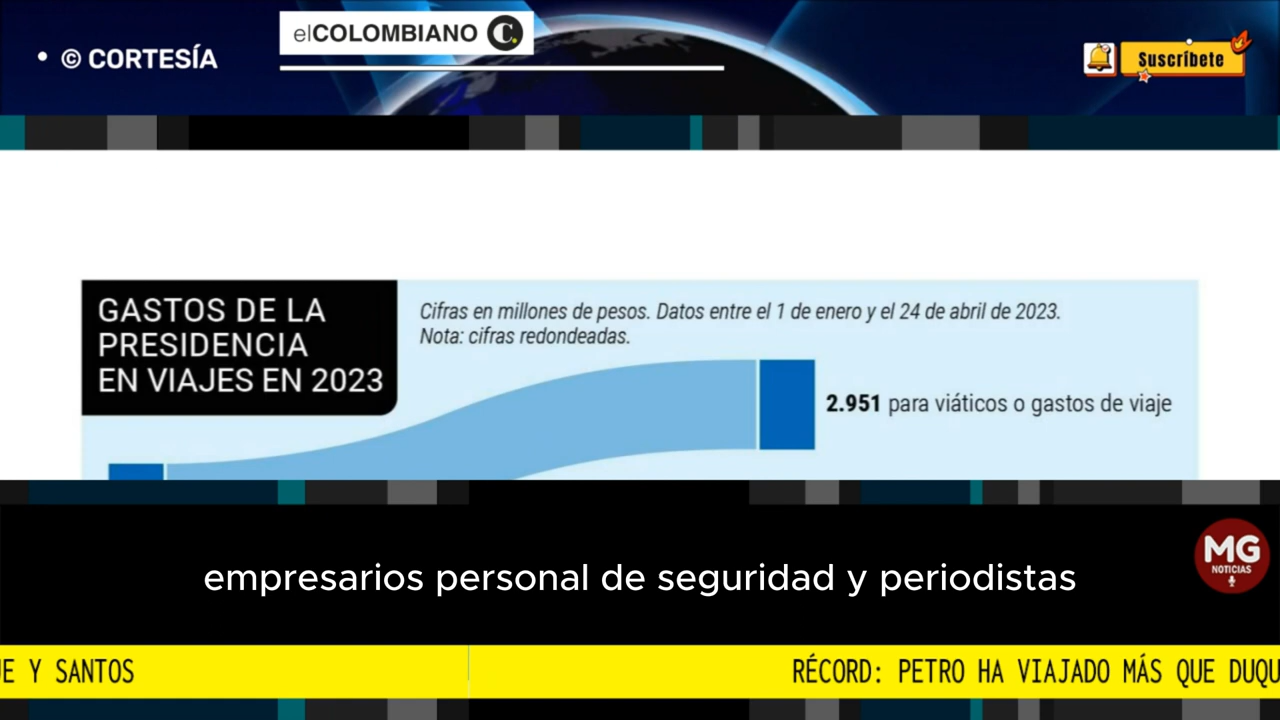 • © CORTESÍA
elCOLOMBIANO C.
Suscríbete
GASTOS DE LA
PRESIDENCIA
EN VIAJES EN 2023
Cifras en millones de pesos. Datos entre el 1 de enero y el 24 de abril de 2023.
Nota: cifras redondeadas.
2.951 para viáticos o gastos de viaje
empresarios personal de seguridad y periodistas
MG
NOTICIAS
E Y SANTOS
RÉCORD: PETRO HA VIAJADO MÁS QUE DUQU